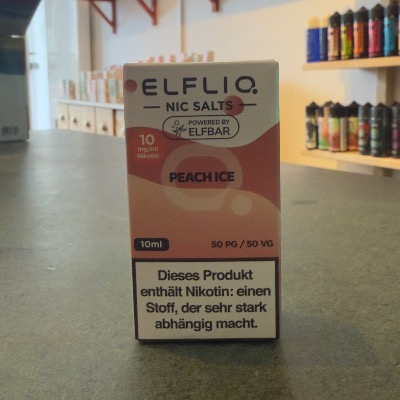 ELFLIQ
NIC SALTS
POWERED BY
ELFBAR
10
mg/ml
Nikotin
PEACH ICE
10ml
50 PG / 50 VG
Dieses Produkt
enthält Nikotin: einen
Stoff, der sehr stark
abhängig macht.